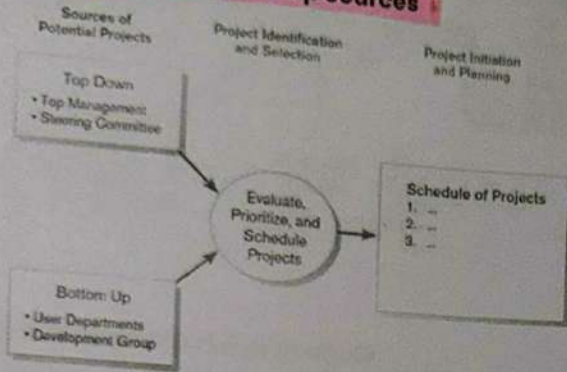 sources
Sources of
Potential Projects
Project Identification
and Selection
Project Initiation
and Planning
Top Down
• Top Management
• Steering Committee
Evaluate,
Prioritize, and
Schedule
Projects
Schedule of Projects
1. ...
2. ...
3. ...
Bottom Up
• User Departments
• Development Group